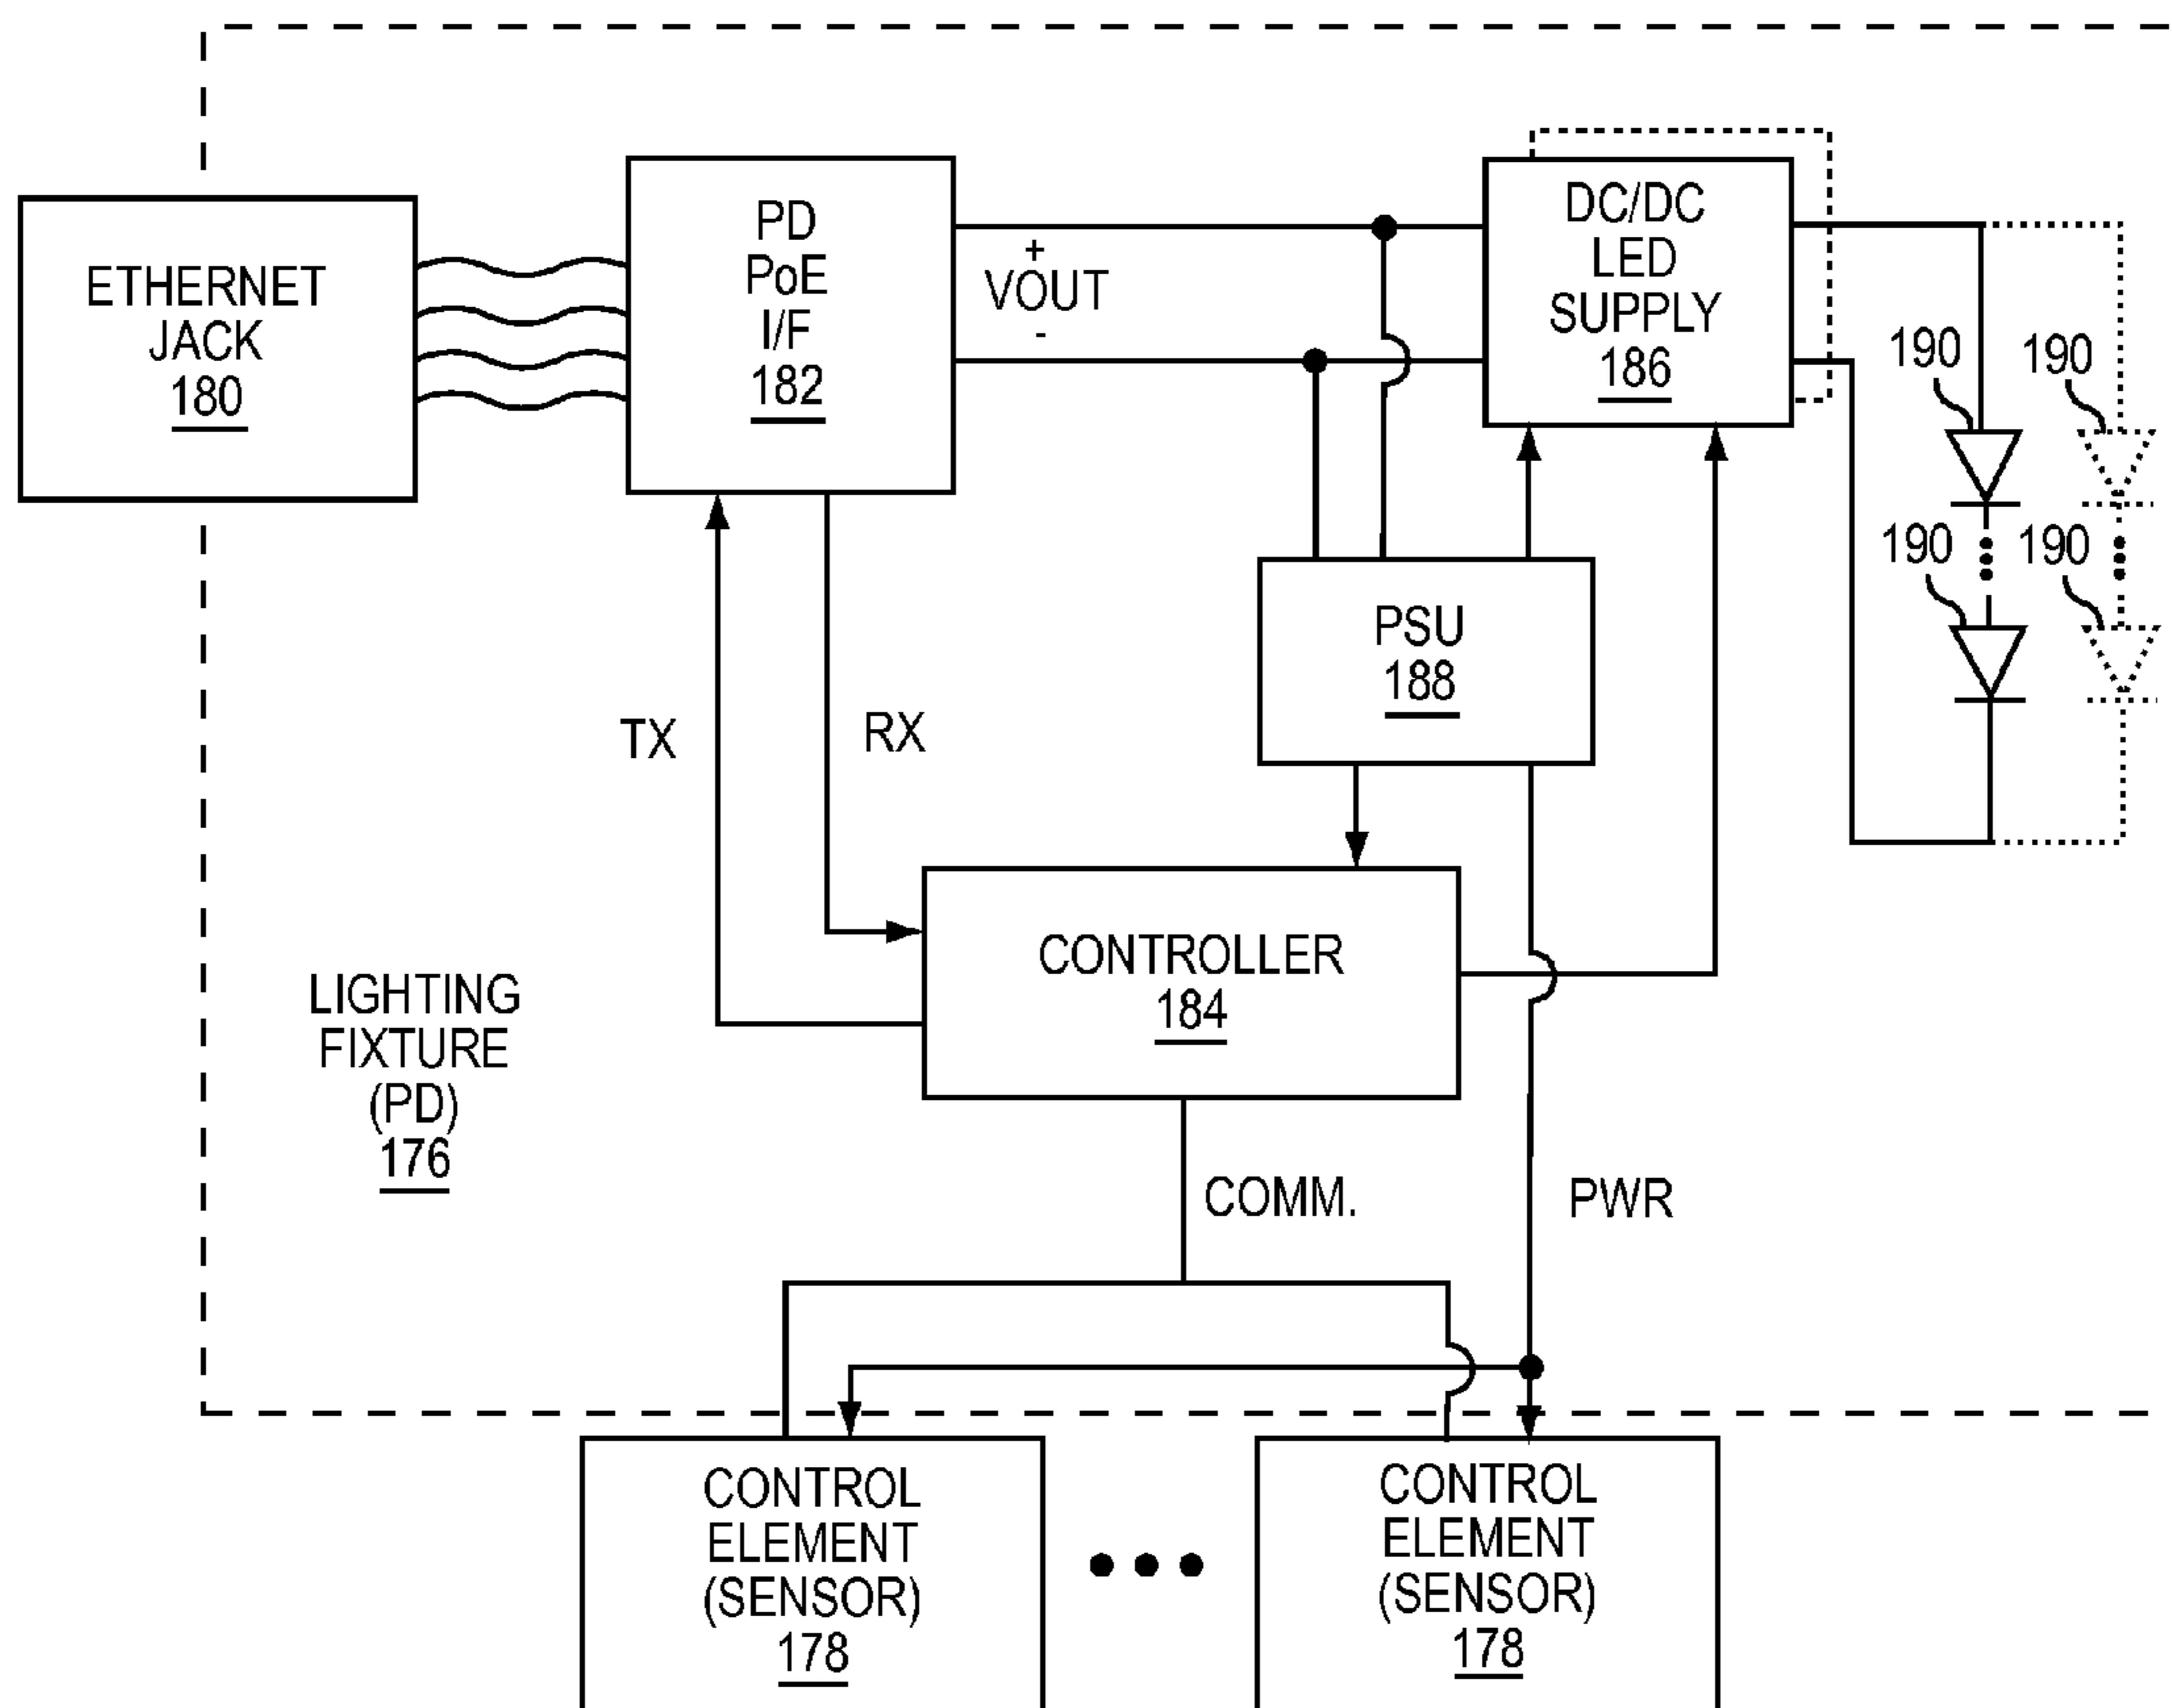 ETHERNET
JACK
180
PD
PoE
I/F
182
+
VOUT
-
DC/DC
LED
SUPPLY
186
190
190
190
190
PSU
188
TX
RX
CONTROLLER
184
LIGHTING
FIXTURE
(PD)
176
COMM.
PWR
CONTROL
ELEMENT
(SENSOR)
178
CONTROL
ELEMENT
(SENSOR)
178